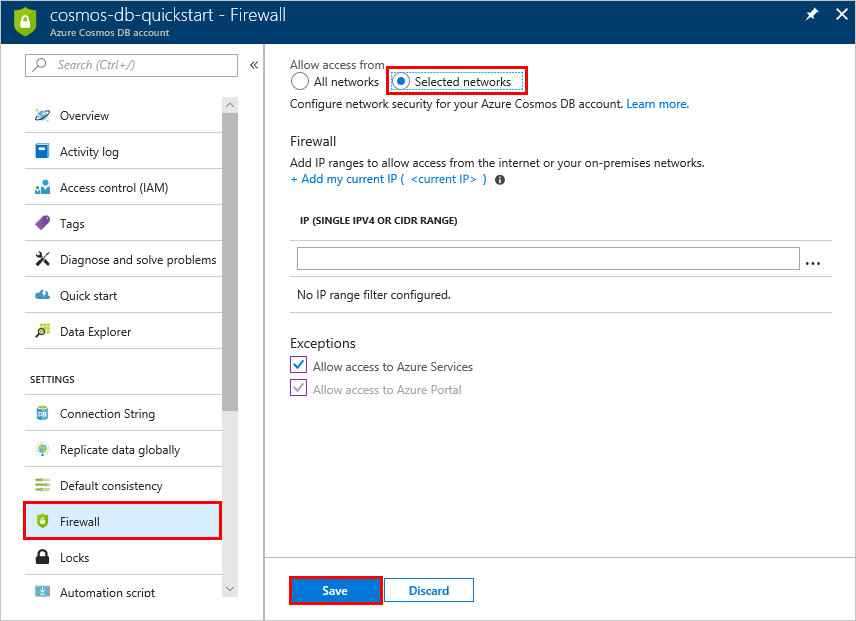 cosmos-db-quickstart - Firewall
Azure Cosmos DB account
Search (Ctrl+/)
Overview
Activity log
Access control (IAM)
Tags
Diagnose and solve problems
Quick start
Data Explorer
SETTINGS
Connection String
Replicate data globally
Default consistency
Firewall
Locks
Automation script
Allow access from
All networks
Selected networks
Configure network security for your Azure Cosmos DB account. Learn more.
Firewall
Add IP ranges to allow access from the internet or your on-premises networks.
+ Add my current IP ( <current IP> )
IP (SINGLE IPV4 OR CIDR RANGE)
...
No IP range filter configured.
Exceptions
Allow access to Azure Services
Allow access to Azure Portal
Save
Discard